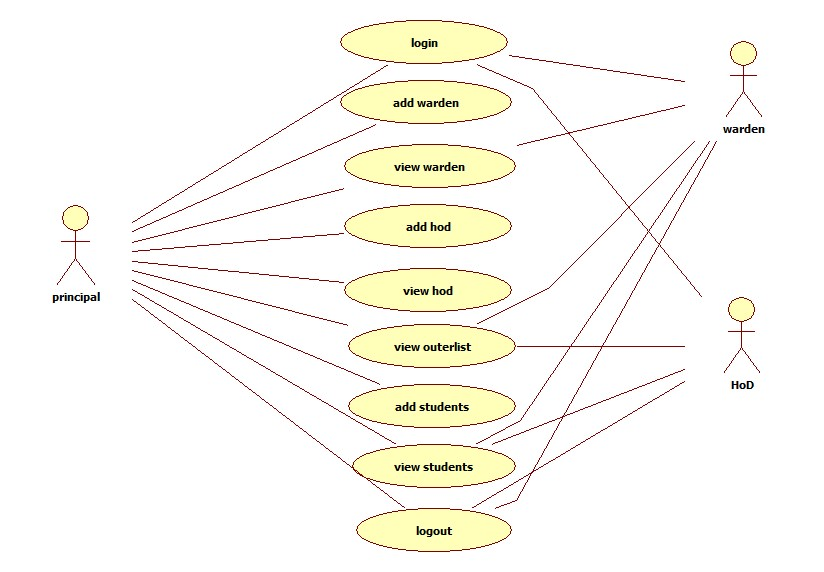 login
add warden
warden
view warden
principal
add hod
view hod
view outerlist
HoD
add students
view students
logout